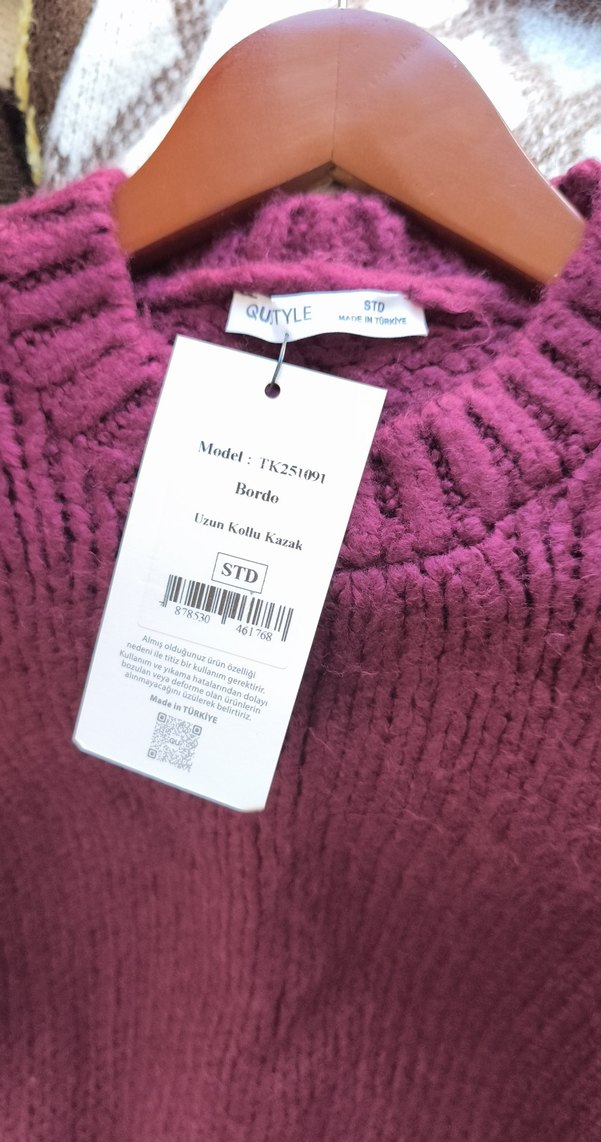 STD
MADE IN TÜRKİYE
Model : TK251091
Bordo
Uzun Kollu Kazak
STD
878530 461768
Almış olduğunuz ürün özelliği
nedeni ile titiz bir kullanım gerektirir.
Kullanım ve yıkama hatalarından dolayı
bozulan veya deforme olan ürünlerin
alınmayacağını üzülerek belirtiriz.
Made in TÜRKİYE